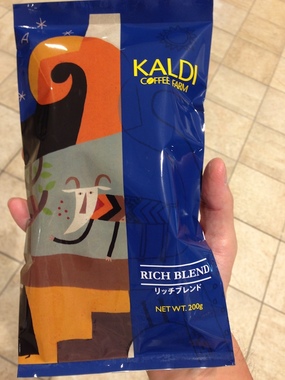 KALDI
COFFEE FARM
RICH BLEND
リッチブレンド
NET WT. 200g